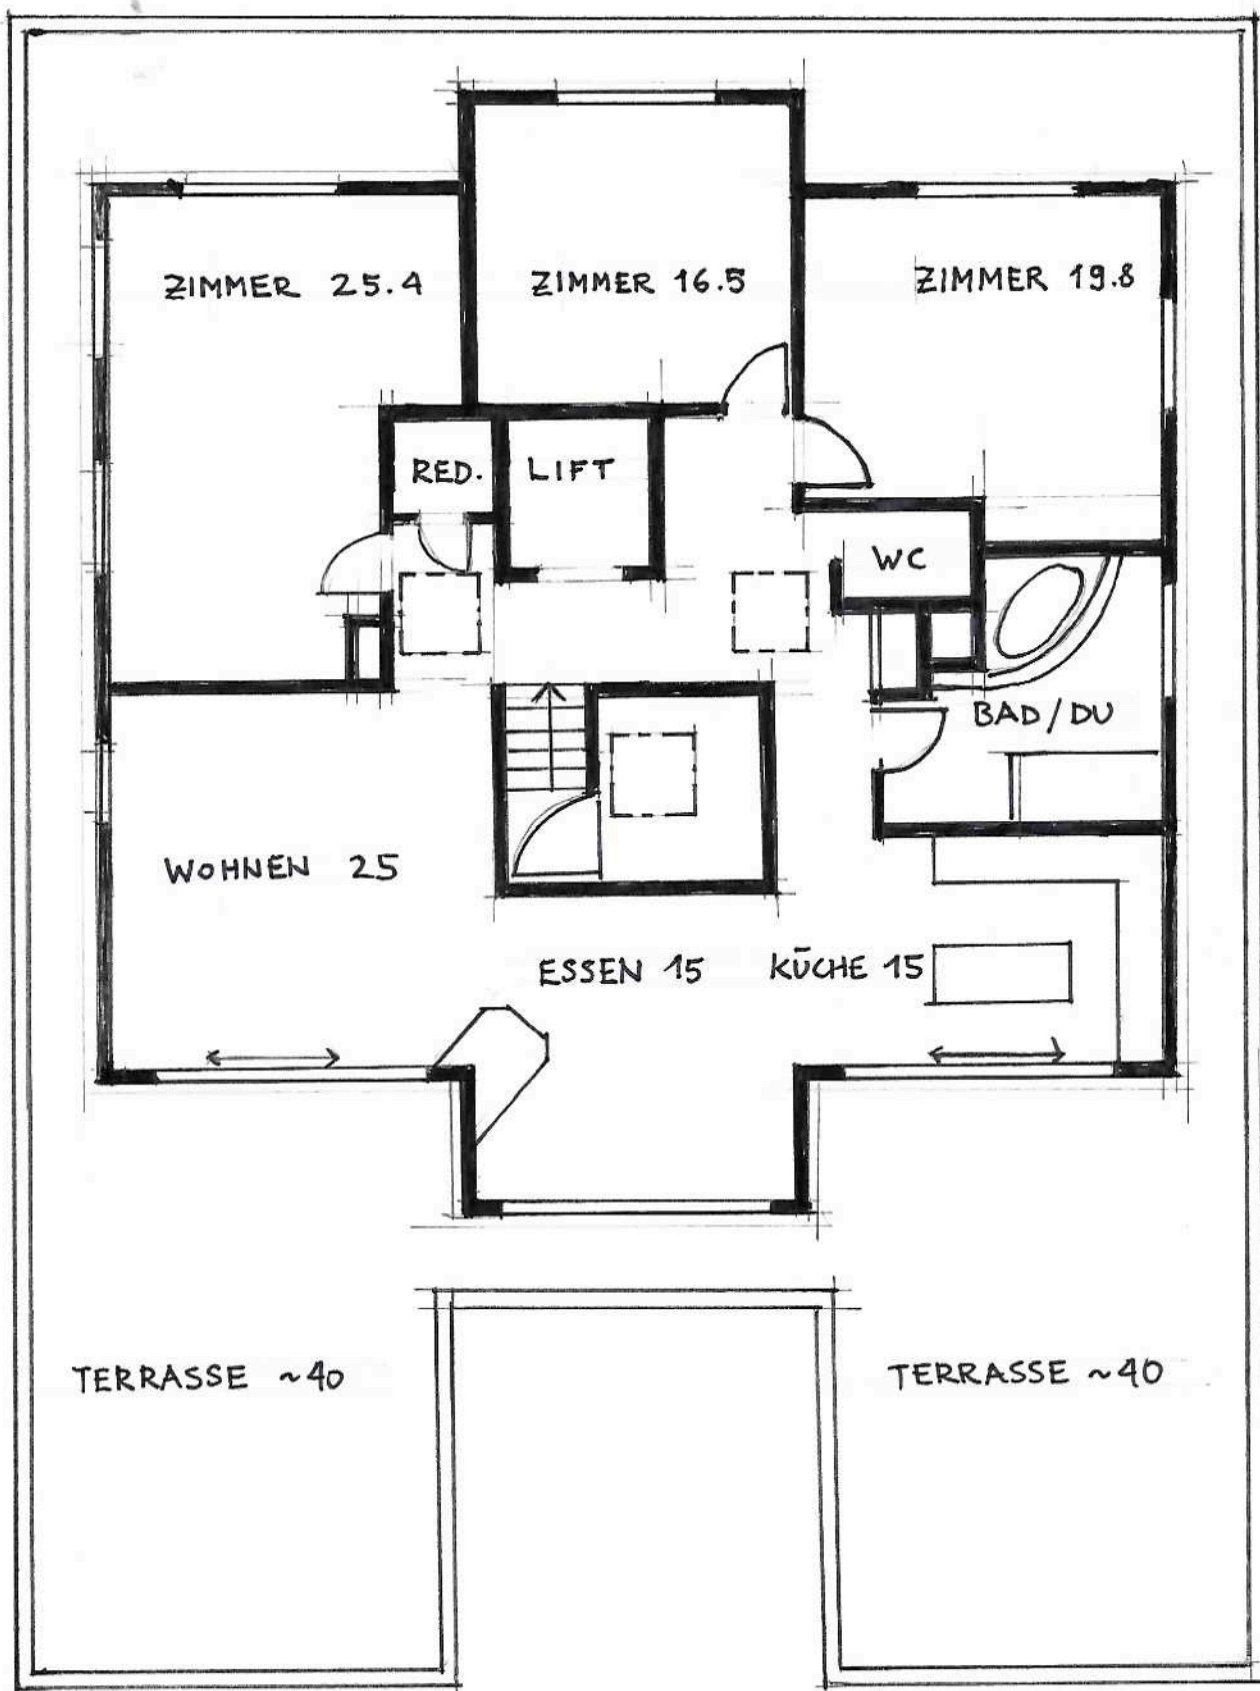 ZIMMER 25.4
ZIMMER 16.5
ZIMMER 19.8
RED.
LIFT
WC
BAD/DU
WOHNEN 25
ESSEN 15
KÜCHE 15
TERRASSE ~40
TERRASSE ~40